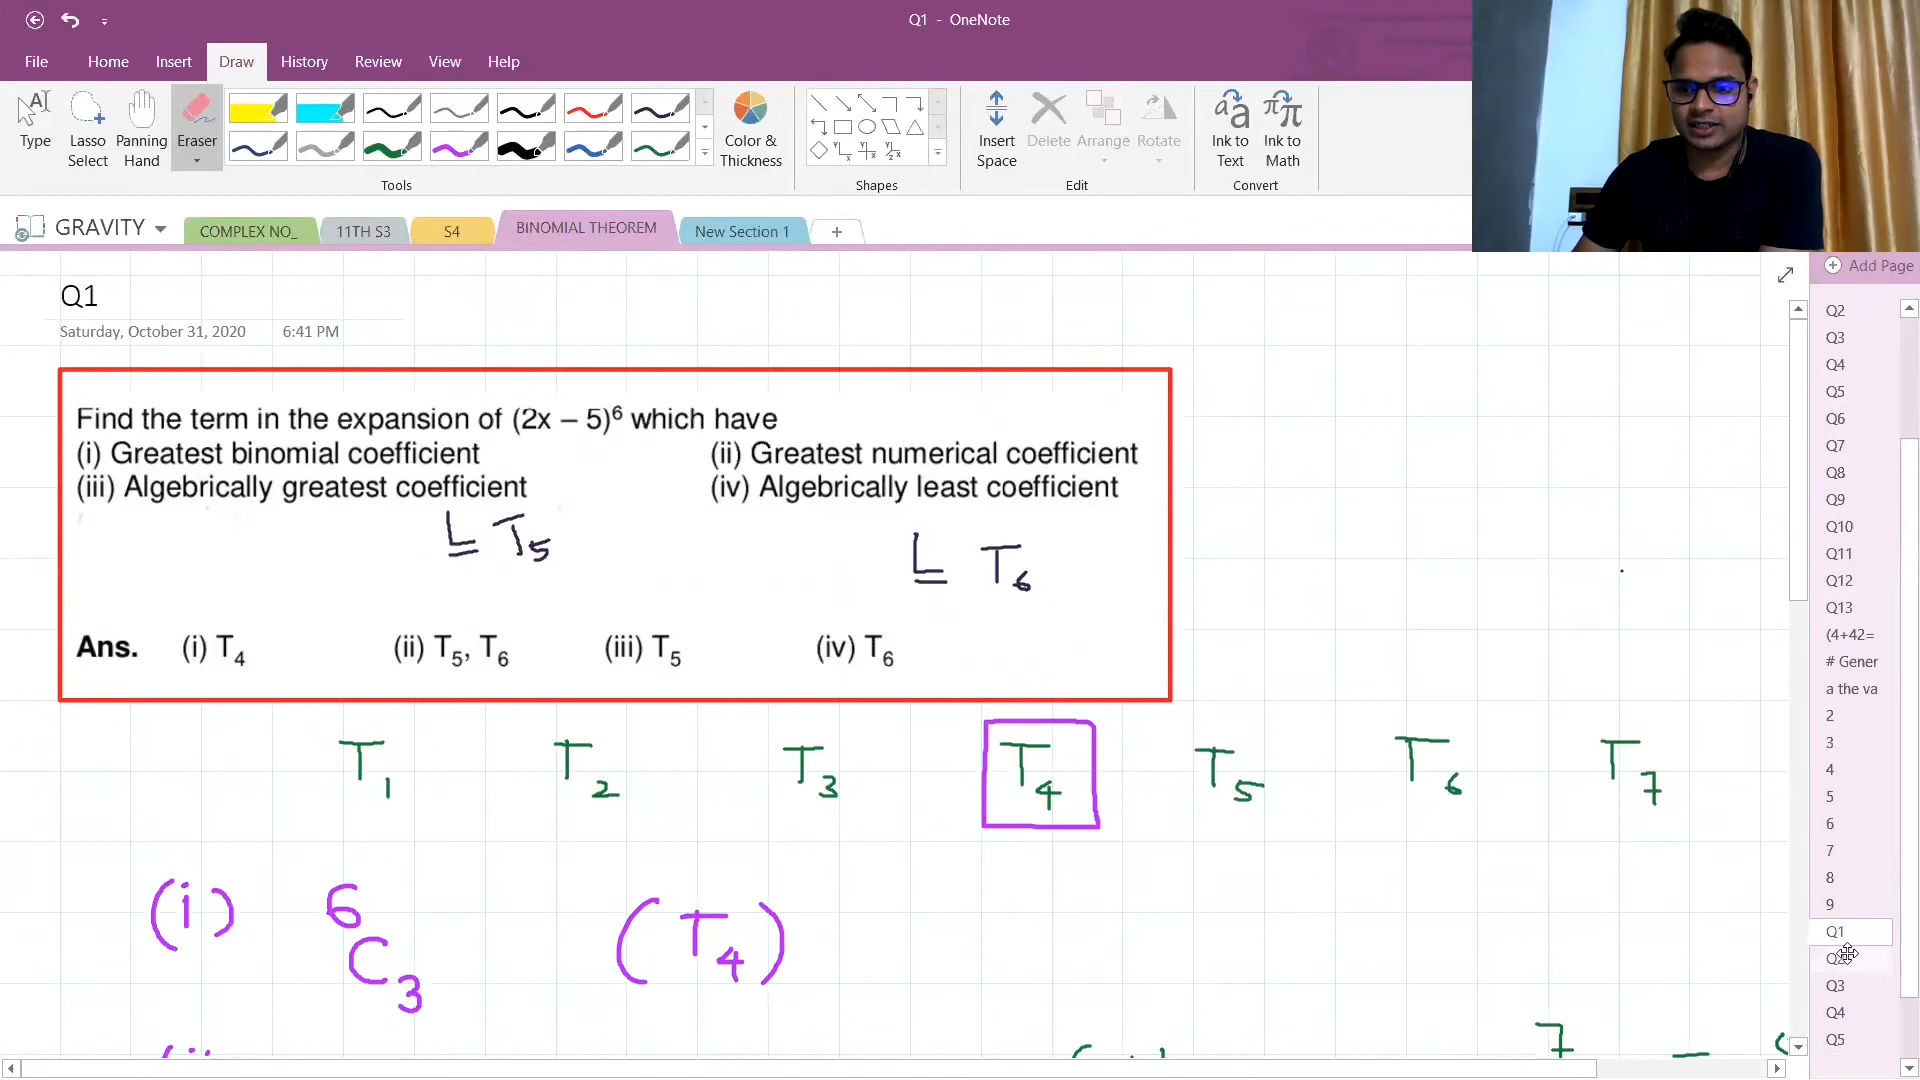 Q1 - OneNote
File Home Insert Draw History Review View Help
Type
Lasso Select
Panning Hand
Eraser
Color & Thickness
Insert Space
Delete
Arrange
Rotate
Ink to Text
Ink to Math
Tools Shapes Edit Convert
GRAVITY COMPLEX NO_ 11TH S3 S4 BINOMIAL THEOREM New Section 1 +
Add Page
Q1
Saturday, October 31, 2020 6:41 PM
Find the term in the expansion of (2x – 5)⁶ which have
(i) Greatest binomial coefficient (ii) Greatest numerical coefficient
(iii) Algebrically greatest coefficient (iv) Algebrically least coefficient
T₅
T₆
Ans. (i) T₄ (ii) T₅, T₆ (iii) T₅ (iv) T₆
T₁ T₂ T₃ T₄ T₅ T₆ T₇
(i) ⁶C₃ (T₄)
7
Q2
Q3
Q4
Q5
Q6
Q7
Q8
Q9
Q10
Q11
Q12
Q13
(4+42=
# Gener
a the va
2
3
4
5
6
7
8
9
Q1
Q3
Q4
Q5